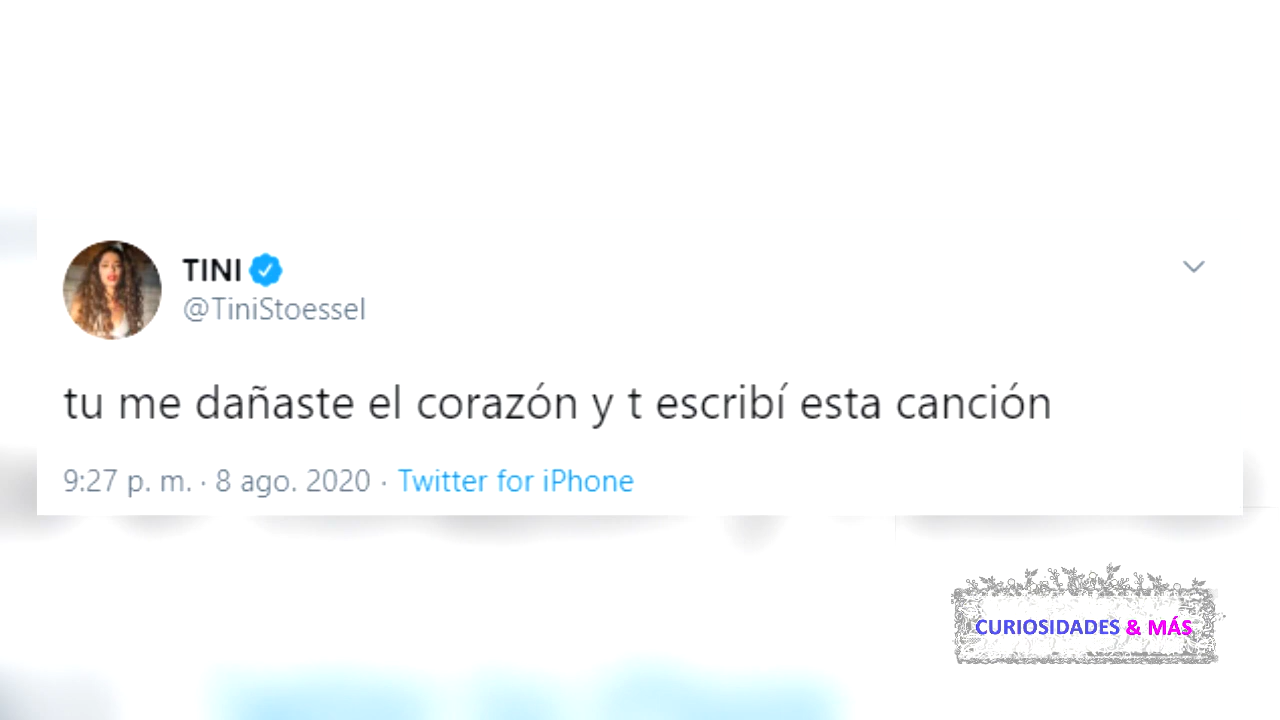 TINI
@TiniStoessel
tu me dañaste el corazón y t escribí esta canción
9:27 p. m. · 8 ago. 2020 · Twitter for iPhone
CURIOSIDADES & MÁS